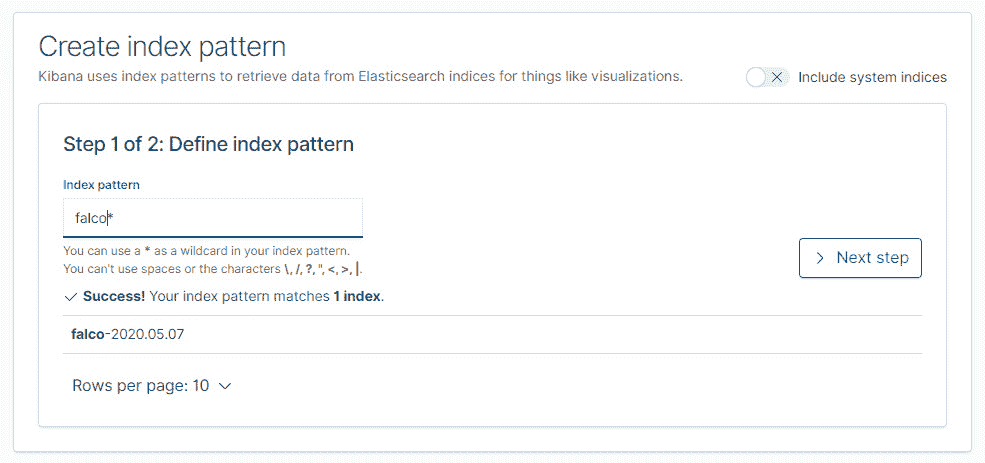 Create index pattern
Kibana uses index patterns to retrieve data from Elasticsearch indices for things like visualizations.
Include system indices
Step 1 of 2: Define index pattern
Index pattern
falco*
You can use a * as a wildcard in your index pattern.
You can't use spaces or the characters \, /, ?, ", <, >, |.
Next step
Success! Your index pattern matches 1 index.
falco-2020.05.07
Rows per page: 10